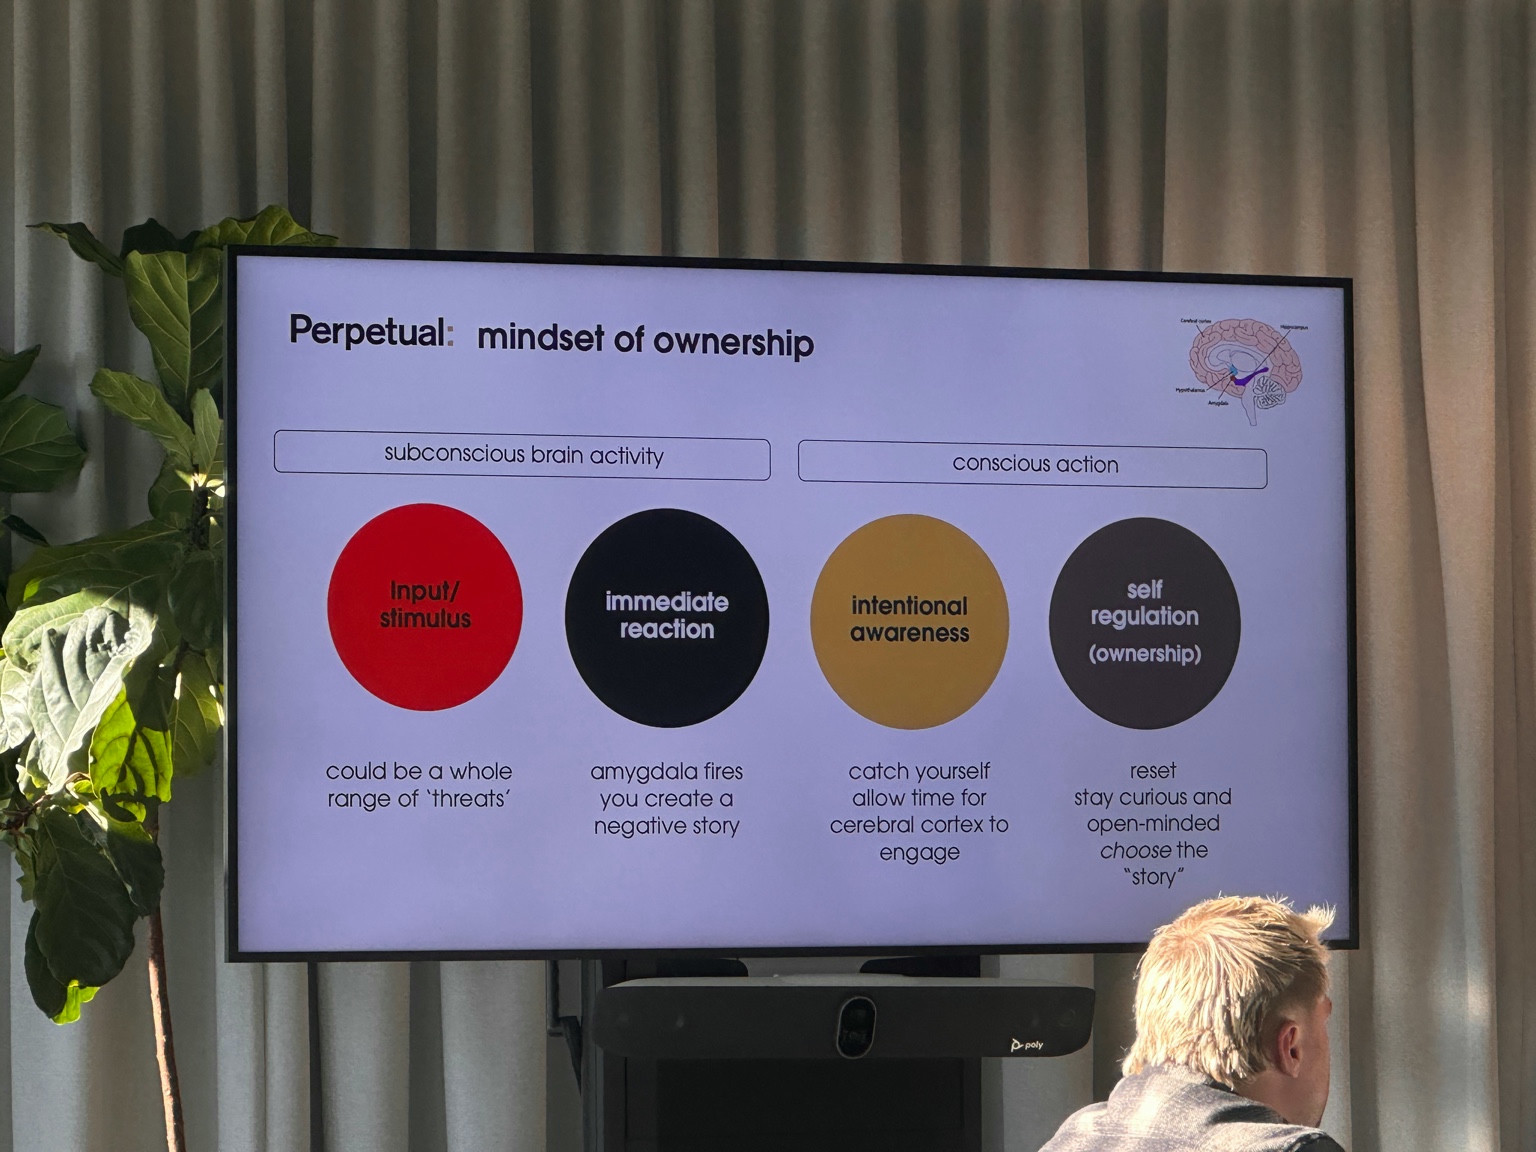 Perpetual: mindset of ownership
Cerebral cortex
Hippocampus
Hypothalamus
Amygdala
subconscious brain activity
conscious action
Input/
stimulus
immediate
reaction
intentional
awareness
self
regulation
(ownership)
could be a whole
range of ‘threats’
amygdala fires
you create a
negative story
catch yourself
allow time for
cerebral cortex to
engage
reset
stay curious and
open-minded
choose the
“story”
poly